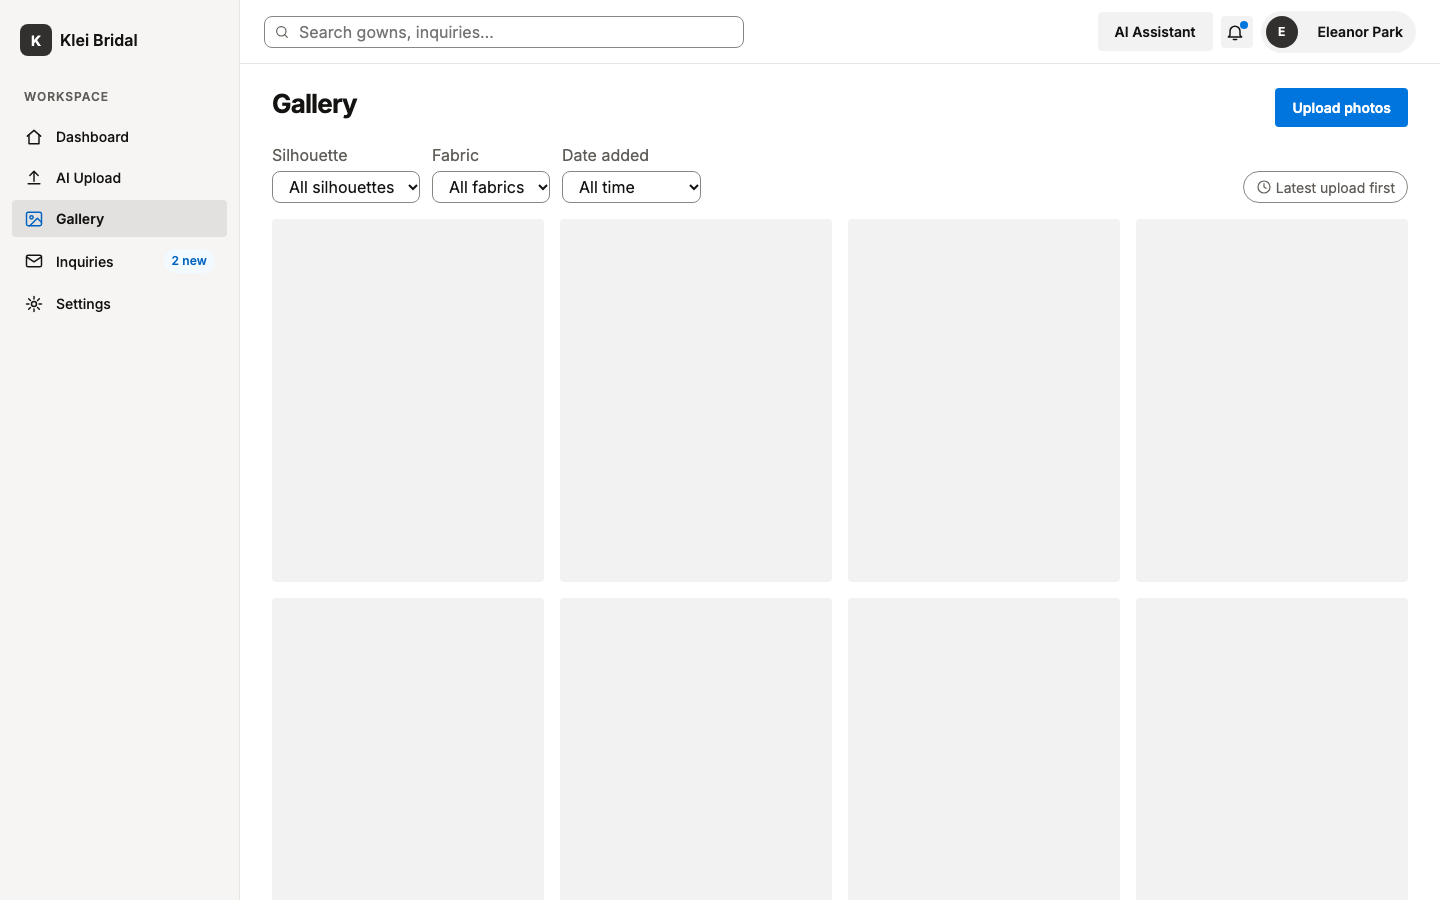 K Klei Bridal
Search gowns, inquiries...
AI Assistant
E Eleanor Park
WORKSPACE
Dashboard
AI Upload
Gallery
Inquiries 2 new
Settings
Gallery
Upload photos
Silhouette Fabric Date added
All silhouettes All fabrics All time
Latest upload first